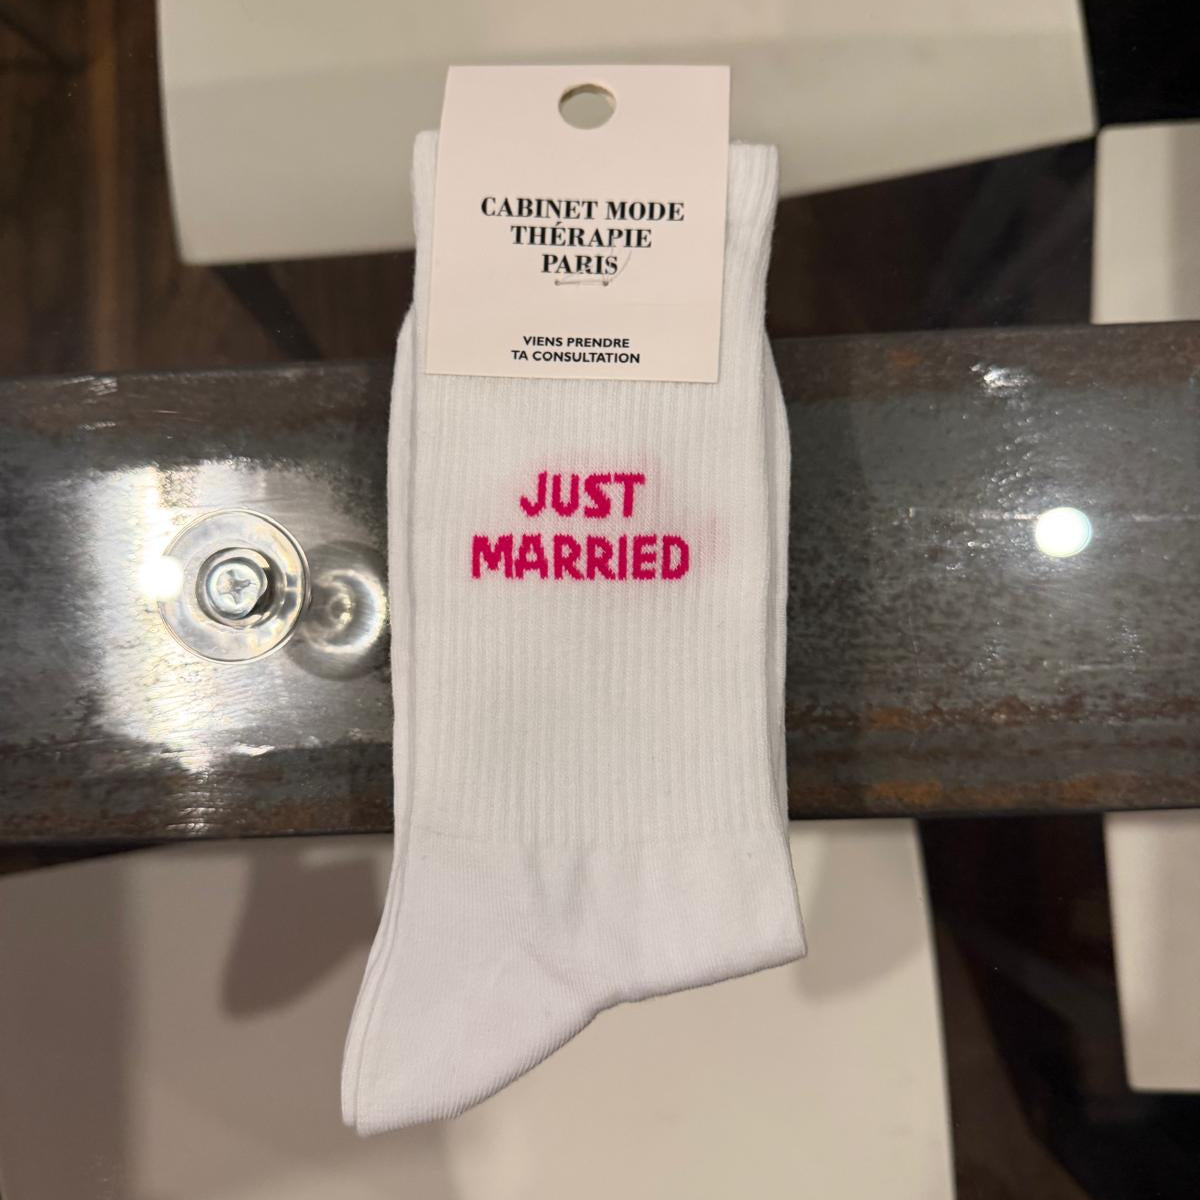 CABINET MODE
THÉRAPIE
PARIS
VIENS PRENDRE
TA CONSULTATION
JUST
MARRIED